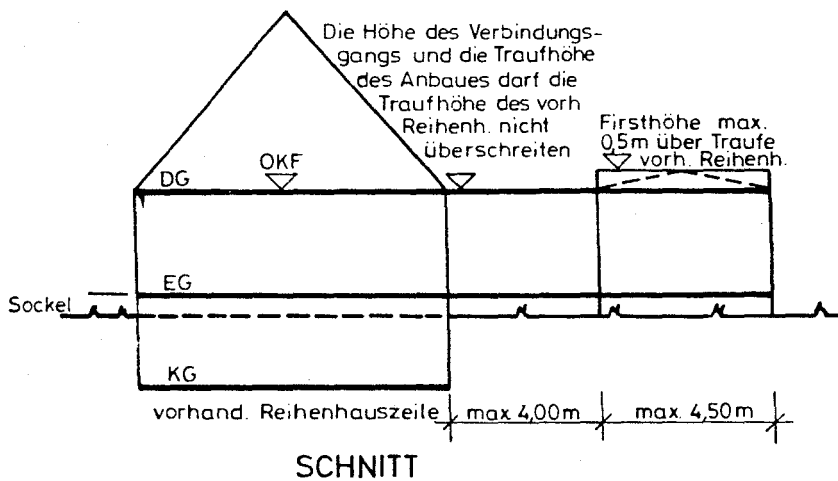 Die Höhe des Verbindungs-
gangs und die Traufhöhe
des Anbaues darf die
Traufhöhe des vorh
Reihenh. nicht
überschreiten
Firsthöhe max.
0,5m über Traufe
vorh. Reihenh.
OKF
DG
EG
Sockel
KG
vorhand. Reihenhauszeile
max 4,00m
max. 4,50m
SCHNITT